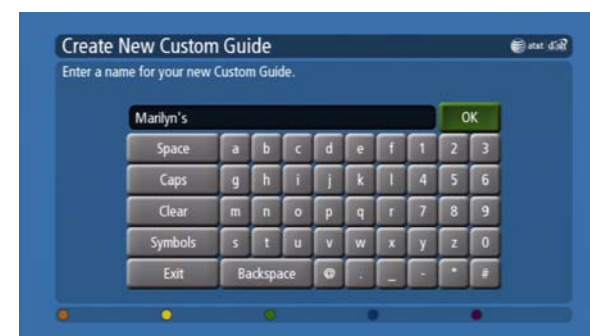 Create New Custom Guide
at&t dish
Enter a name for your new Custom Guide.
Marilyn's OK
Space a b c d e f 1 2 3
Caps g h i j k l 4 5 6
Clear m n o p q r 7 8 9
Symbols s t u v w x y z 0
Exit Backspace @ . _ - * #